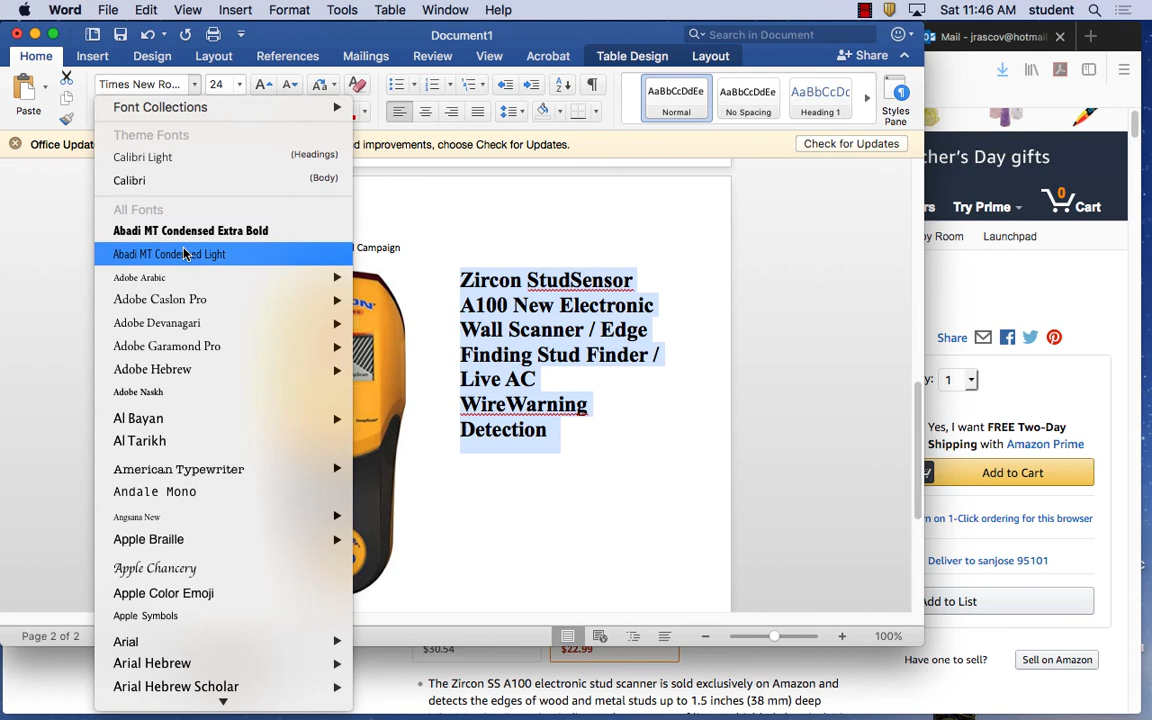 Word File Edit View Insert Format Tools Table Window Help Sat 11:46 AM student
Document1 Search in Document
Mail - jrascov@hotmail
Home Insert Design Layout References Mailings Review View Acrobat Table Design Layout Share
Paste Times New Ro... 24
AaBbCcDdEe AaBbCcDdEe AaBbCcDc
Normal No Spacing Heading 1 Styles Pane
Office Updat d improvements, choose Check for Updates. Check for Updates
Font Collections
Theme Fonts
Calibri Light (Headings)
Calibri (Body)
All Fonts
Abadi MT Condensed Extra Bold
Abadi MT Condensed Light
Adobe Arabic
Adobe Caslon Pro
Adobe Devanagari
Adobe Garamond Pro
Adobe Hebrew
Adobe Naskh
Al Bayan
Al Tarikh
American Typewriter
Andale Mono
Angsana New
Apple Braille
Apple Chancery
Apple Color Emoji
Apple Symbols
Arial
Arial Hebrew
Arial Hebrew Scholar
Campaign
Zircon StudSensor
A100 New Electronic
Wall Scanner / Edge
Finding Stud Finder /
Live AC
WireWarning
Detection
Page 2 of 2 100%
her's Day gifts
rs Try Prime 0 Cart
by Room Launchpad
Share
y: 1
Yes, I want FREE Two-Day
Shipping with Amazon Prime
Add to Cart
n on 1-Click ordering for this browser
Deliver to sanjose 95101
Add to List
Have one to sell? Sell on Amazon
$30.54 $22.99
The Zircon SS A100 electronic stud scanner is sold exclusively on Amazon and
detects the edges of wood and metal studs up to 1.5 inches (38 mm) deep